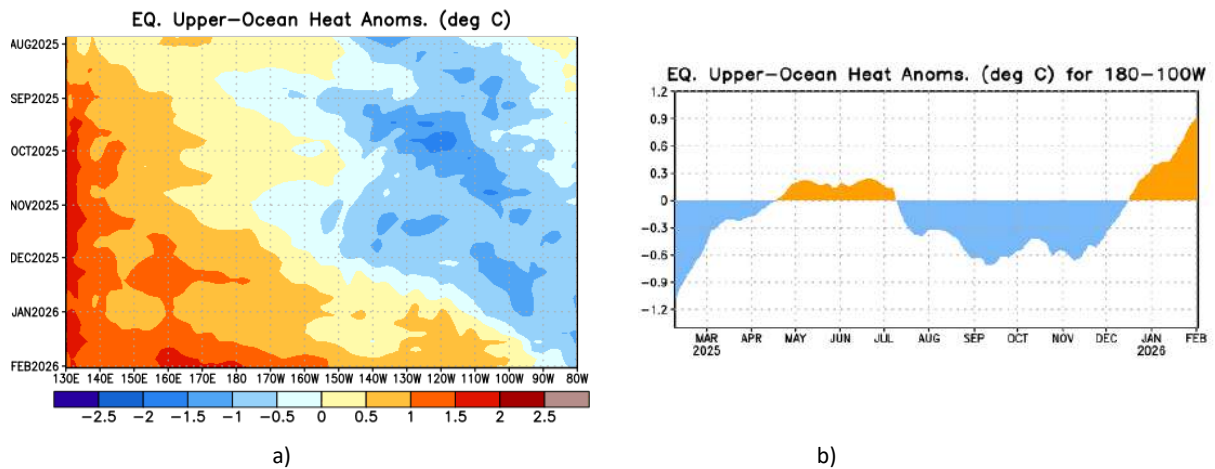 EQ. Upper-Ocean Heat Anoms. (deg C)
AUG2025
SEP2025
OCT2025
NOV2025
DEC2025
JAN2026
FEB2026
130E 140E 150E 160E 170E 180 170W 160W 150W 140W 130W 120W 110W 100W 90W 80W
-2.5 -2 -1.5 -1 -0.5 0 0.5 1 1.5 2 2.5
a)
EQ. Upper-Ocean Heat Anoms. (deg C) for 180-100W
1.2
0.9
0.6
0.3
0
-0.3
-0.6
-0.9
-1.2
MAR APR MAY JUN JUL AUG SEP OCT NOV DEC JAN FEB
2025 2026
b)